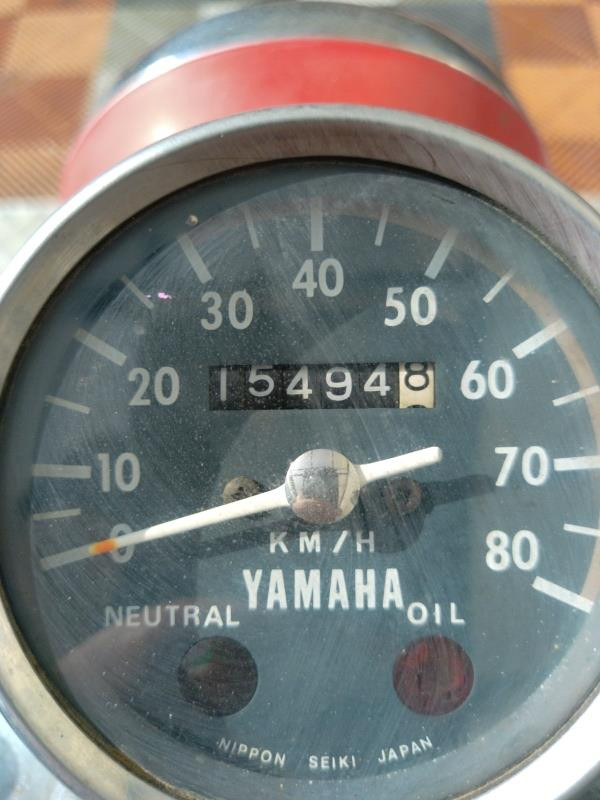 40
30 50
20 154948 60
10 70
0 80
KM/H
YAMAHA
NEUTRAL OIL
NIPPON SEIKI JAPAN